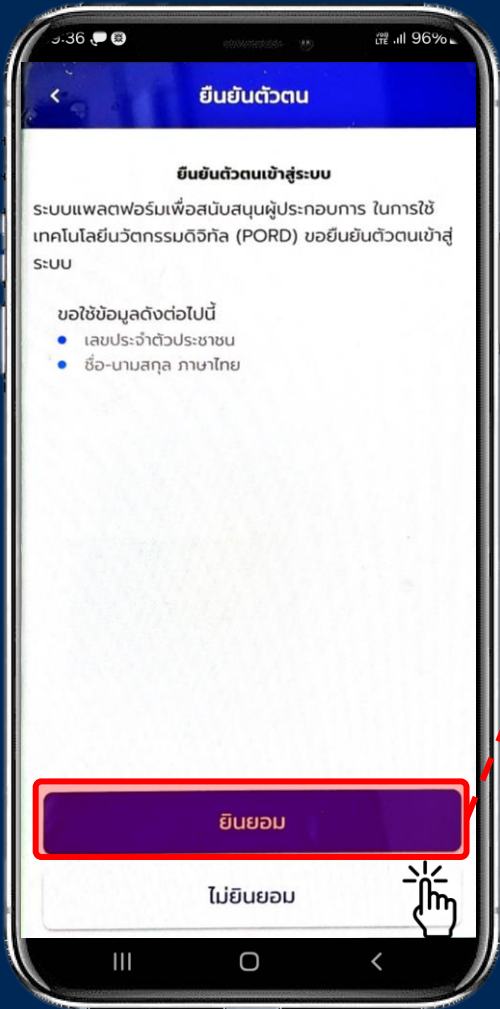 9:36
LTE 96%
ยืนยันตัวตน
ยืนยันตัวตนเข้าสู่ระบบ
ระบบแพลตฟอร์มเพื่อสนับสนุนผู้ประกอบการ ในการใช้
เทคโนโลยีนวัตกรรมดิจิทัล (PORD) ขอยืนยันตัวตนเข้าสู่
ระบบ
ขอใช้ข้อมูลดังต่อไปนี้
เลขประจำตัวประชาชน
ชื่อ-นามสกุล ภาษาไทย
ยินยอม
ไม่ยินยอม